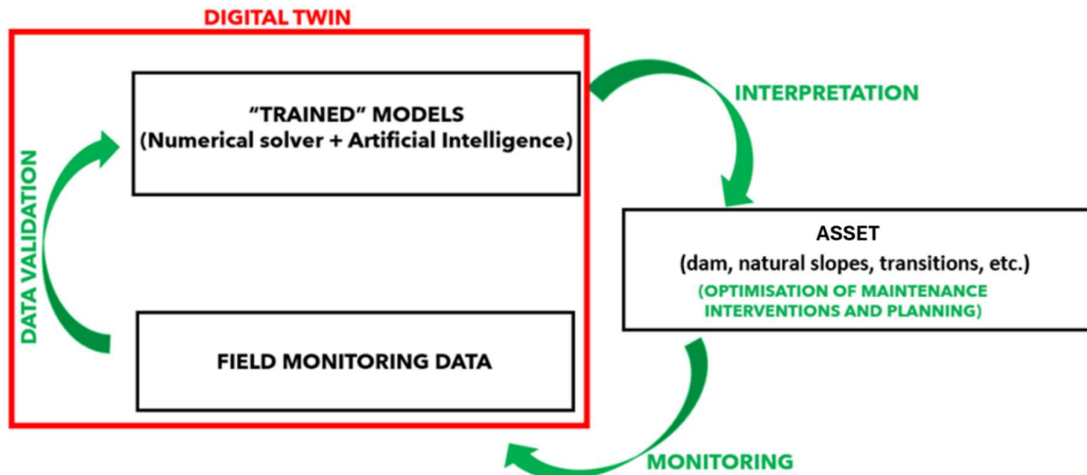 DIGITAL TWIN
“TRAINED” MODELS
(Numerical solver + Artificial Intelligence)
INTERPRETATION
DATA VALIDATION
ASSET
(dam, natural slopes, transitions, etc.)
(OPTIMISATION OF MAINTENANCE
INTERVENTIONS AND PLANNING)
FIELD MONITORING DATA
MONITORING